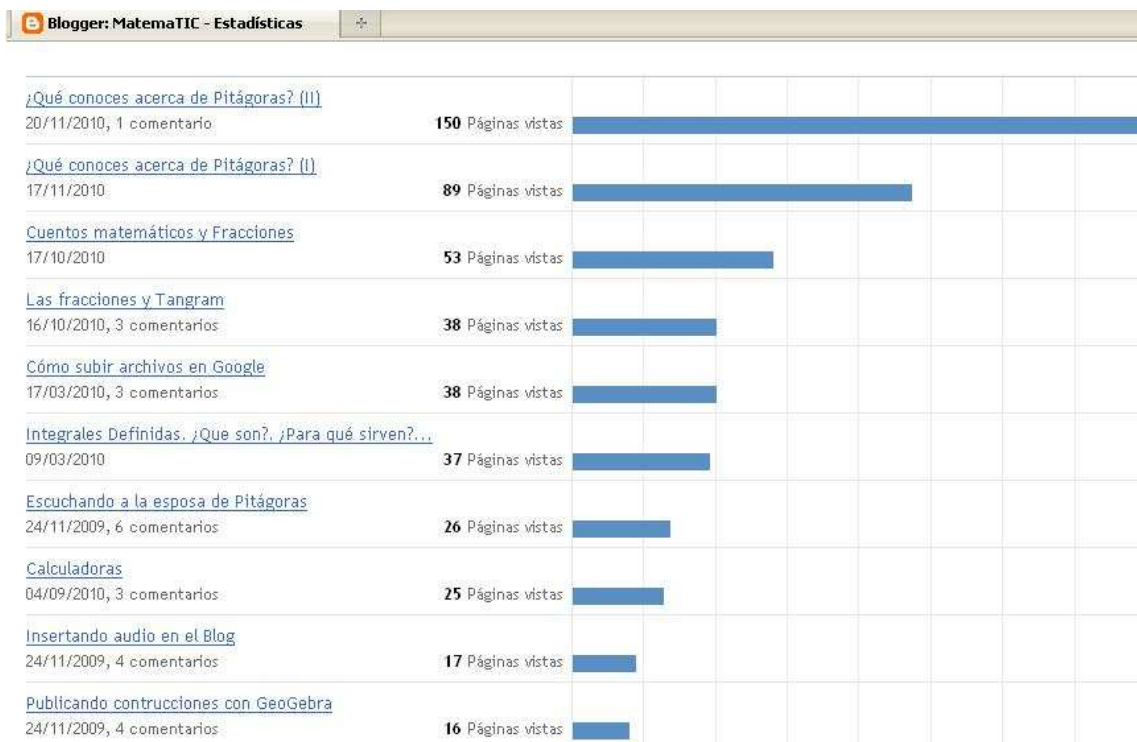 Blogger: MatemaTIC - Estadísticas
¿Qué conoces acerca de Pitágoras? (II)
20/11/2010, 1 comentario 150 Páginas vistas
¿Qué conoces acerca de Pitágoras? (I)
17/11/2010 89 Páginas vistas
Cuentos matemáticos y Fracciones
17/10/2010 53 Páginas vistas
Las fracciones y Tangram
16/10/2010, 3 comentarios 38 Páginas vistas
Cómo subir archivos en Google
17/03/2010, 3 comentarios 38 Páginas vistas
Integrales Definidas. ¿Que son?. ¿Para qué sirven?...
09/03/2010 37 Páginas vistas
Escuchando a la esposa de Pitágoras
24/11/2009, 6 comentarios 26 Páginas vistas
Calculadoras
04/09/2010, 3 comentarios 25 Páginas vistas
Insertando audio en el Blog
24/11/2009, 4 comentarios 17 Páginas vistas
Publicando contrucciones con GeoGebra
24/11/2009, 4 comentarios 16 Páginas vistas